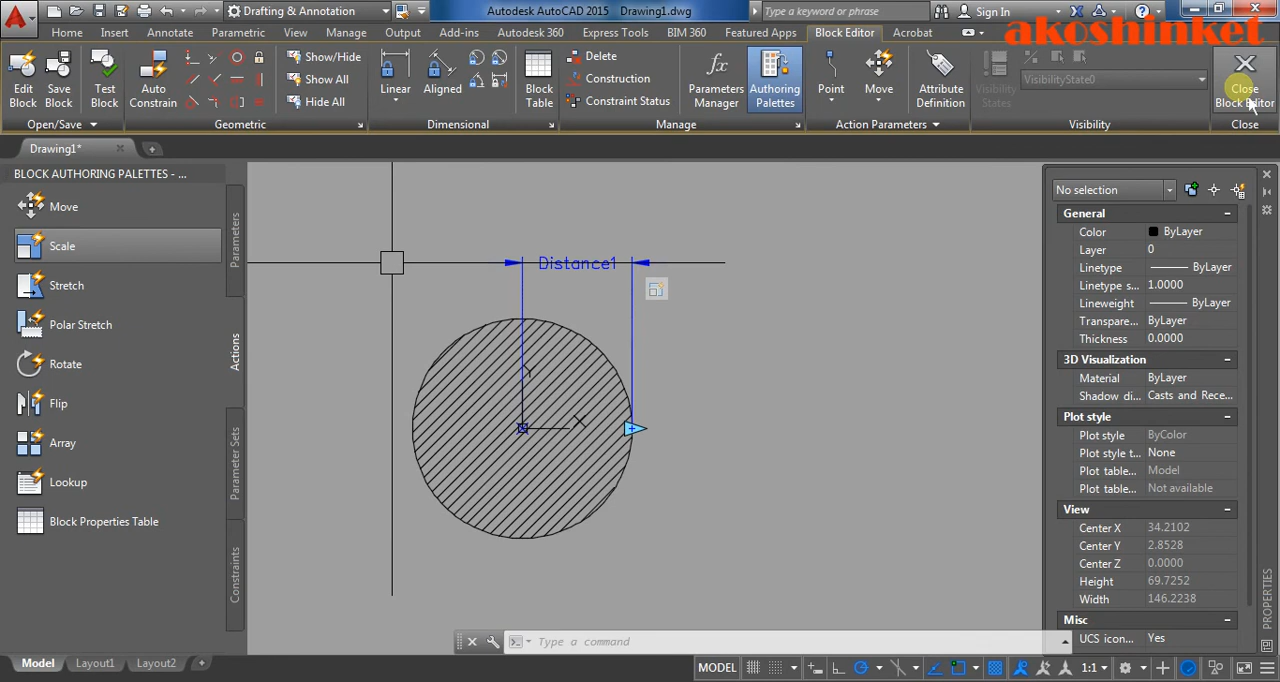 Autodesk AutoCAD 2015 Drawing1.dwg
Drafting & Annotation
Type a keyword or phrase
Sign In
akoshinket
Home Insert Annotate Parametric View Manage Output Add-ins Autodesk 360 Express Tools BIM 360 Featured Apps Block Editor Acrobat
Edit Block
Save Block
Test Block
Auto Constrain
Show/Hide
Show All
Hide All
Linear
Aligned
Block Table
Delete
Construction
Constraint Status
Parameters Manager
Authoring Palettes
Point
Move
Attribute Definition
Visibility States
VisibilityState0
Close Block Editor
Open/Save Geometric Dimensional Manage Action Parameters Visibility Close
Drawing1*
BLOCK AUTHORING PALETTES - ...
Move
Scale
Stretch
Polar Stretch
Rotate
Flip
Array
Lookup
Block Properties Table
Parameters
Actions
Parameter Sets
Constraints
Distance1
Y
X
No selection
General
Color ByLayer
Layer 0
Linetype ByLayer
Linetype s... 1.0000
Lineweight ByLayer
Transpare... ByLayer
Thickness 0.0000
3D Visualization
Material ByLayer
Shadow di... Casts and Rece...
Plot style
Plot style ByColor
Plot style t... None
Plot table... Model
Plot table... Not available
View
Center X 34.2102
Center Y 2.8528
Center Z 0.0000
Height 69.7252
Width 146.2238
Misc
UCS icon... Yes
PROPERTIES
Type a command
Model Layout1 Layout2 +
MODEL 1:1